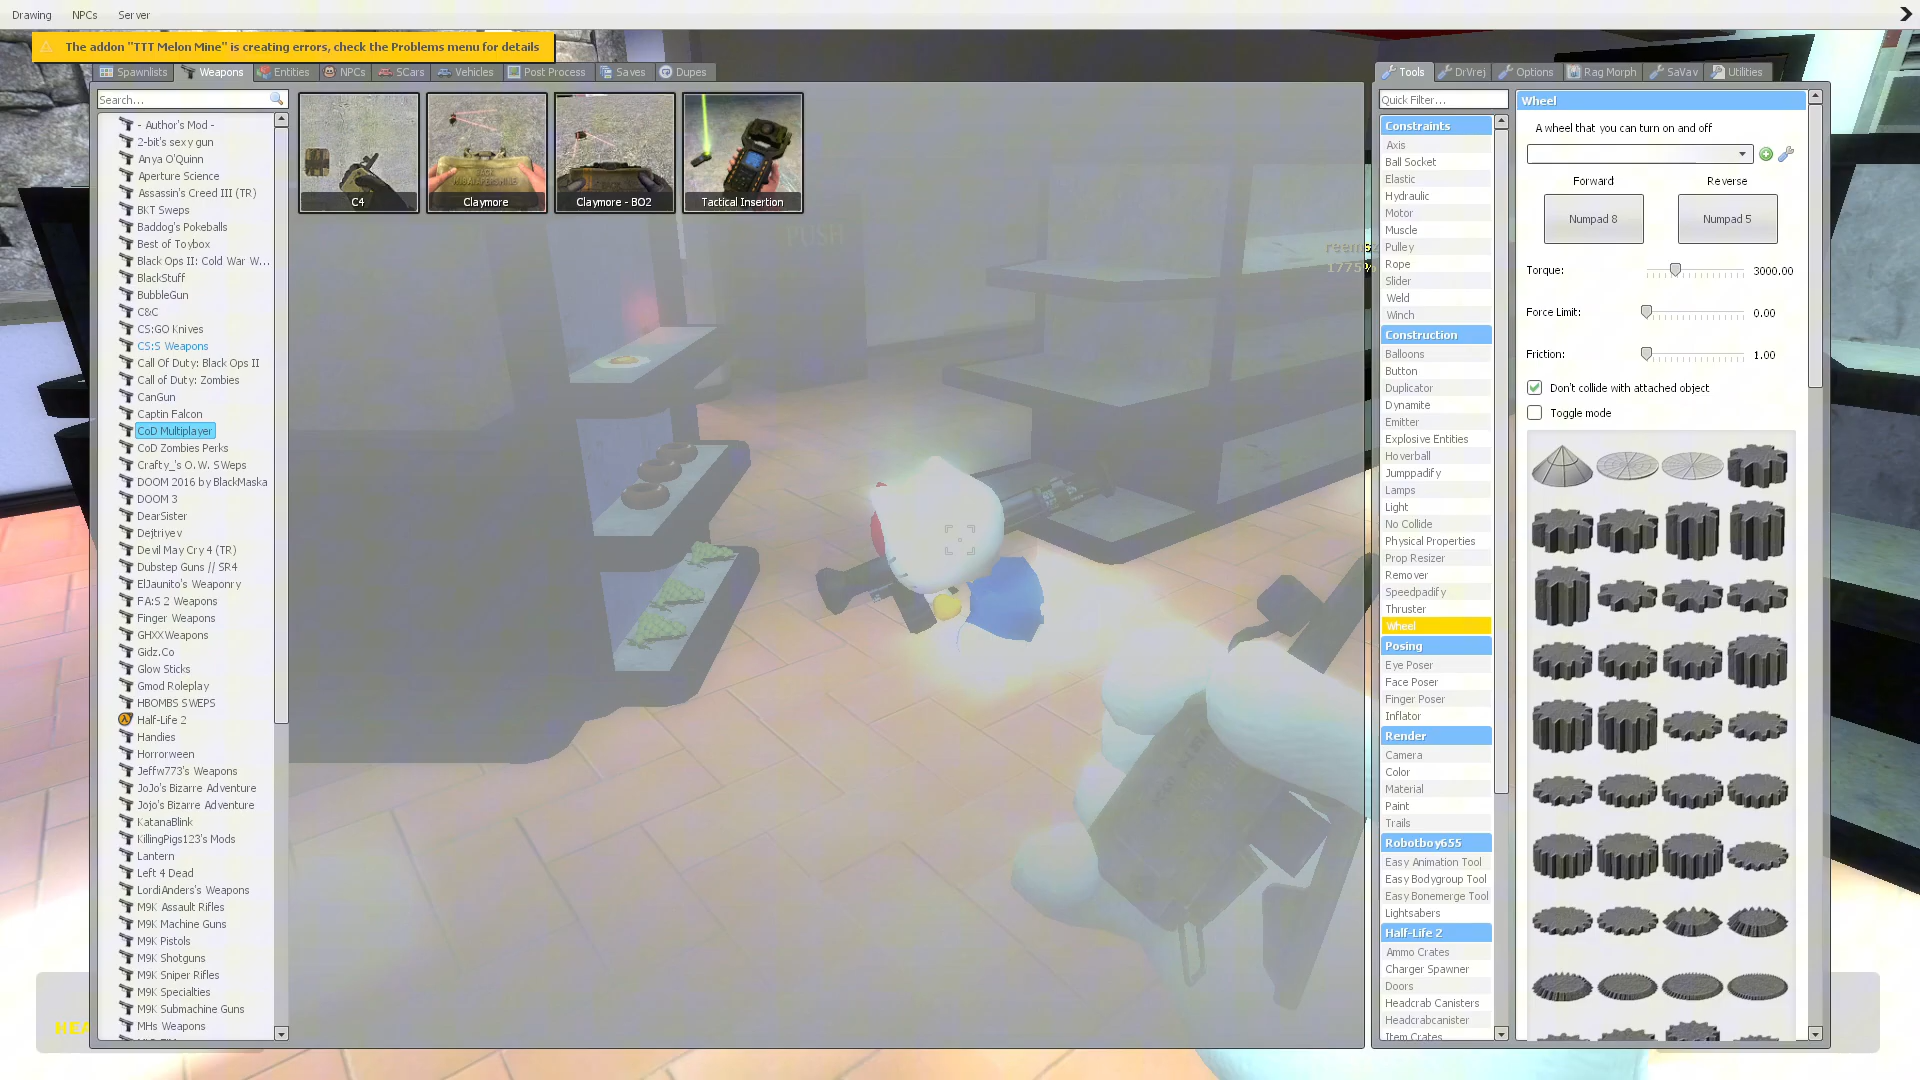 Drawing NPCs Server
The addon "TTT Melon Mine" is creating errors, check the Problems menu for details
Spawnlists Weapons Entities NPCs SCars Vehicles Post Process Saves Dupes
Search...
- Author's Mod -
2-bit's sexy gun
Anya O'Quinn
Aperture Science
Assassin's Creed III (TR)
BKT Sweps
Baddog's Pokeballs
Best of Toybox
Black Ops II: Cold War W...
BlackStuff
BubbleGun
C&C
CS:GO Knives
CS:S Weapons
Call Of Duty: Black Ops II
Call of Duty: Zombies
CanGun
Captin Falcon
CoD Multiplayer
CoD Zombies Perks
Crafty_'s O. W. SWeps
DOOM 2016 by BlackMaska
DOOM 3
DearSister
Dejtriyev
Devil May Cry 4 (TR)
Dubstep Guns // SR4
ElJaunito's Weaponry
FA:S 2 Weapons
Finger Weapons
GHXXWeapons
Gidz.Co
Glow Sticks
Gmod Roleplay
HBOMBS SWEPS
Half-Life 2
Handies
Horrorween
Jeffw773's Weapons
JoJo's Bizarre Adventure
Jojo's Bizarre Adventure
KatanaBlink
KillingPigs123's Mods
Lantern
Left 4 Dead
LordiAnders's Weapons
M9K Assault Rifles
M9K Machine Guns
M9K Pistols
M9K Shotguns
M9K Sniper Rifles
M9K Specialties
M9K Submachine Guns
MHs Weapons
C4
Claymore
Claymore - BO2
Tactical Insertion
PUSH
1775%
HEA
Tools DrVrej Options Rag Morph SaVav Utilities
Quick Filter...
Constraints
Axis
Ball Socket
Elastic
Hydraulic
Motor
Muscle
Pulley
Rope
Slider
Weld
Winch
Construction
Balloons
Button
Duplicator
Dynamite
Emitter
Explosive Entities
Hoverball
Jumppadify
Lamps
Light
No Collide
Physical Properties
Prop Resizer
Remover
Speedpadify
Thruster
Wheel
Posing
Eye Poser
Face Poser
Finger Poser
Inflator
Render
Camera
Color
Material
Paint
Trails
Robotboy655
Easy Animation Tool
Easy Bodygroup Tool
Easy Bonemerge Tool
Lightsabers
Half-Life 2
Ammo Crates
Charger Spawner
Doors
Headcrab Canisters
Headcrabcanister
Item Crates
Wheel
A wheel that you can turn on and off
Forward Reverse
Numpad 8 Numpad 5
Torque: 3000.00
Force Limit: 0.00
Friction: 1.00
Don't collide with attached object
Toggle mode